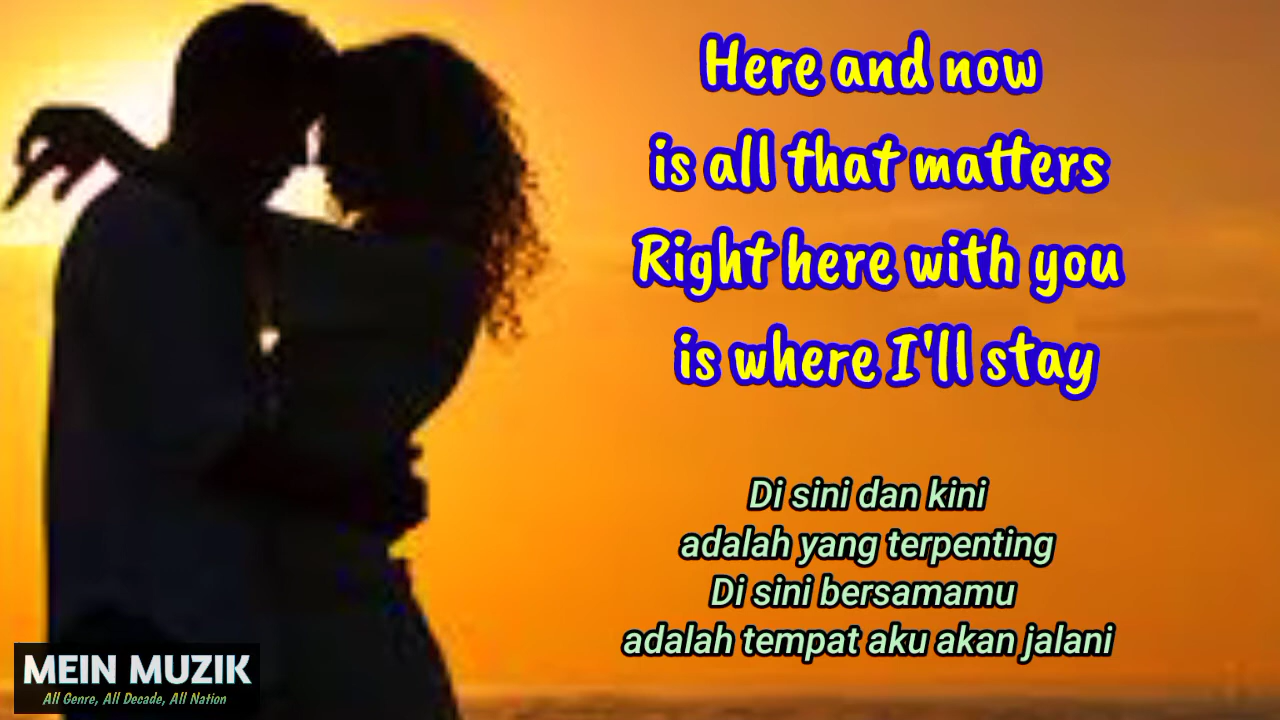 Here and now
is all that matters
Right here with you
is where I'll stay
Di sini dan kini
adalah yang terpenting
Di sini bersamamu
adalah tempat aku akan jalani
MEIN MUZIK
All Genre, All Decade, All Nation